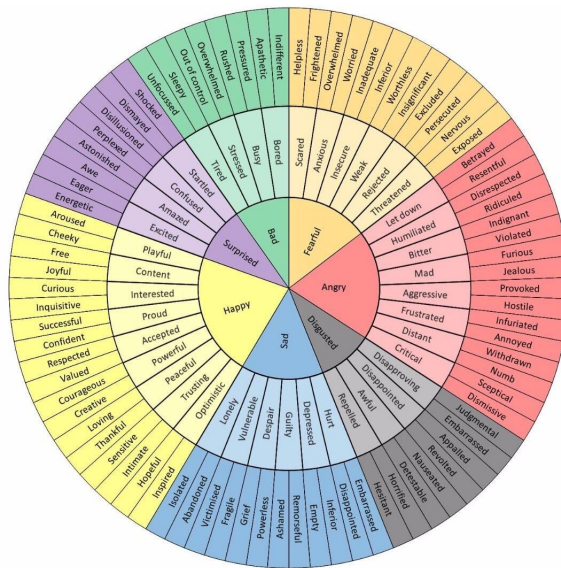 Bad
Fearful
Angry
Disgusted
Sad
Happy
Surprised
Bored
Busy
Stressed
Tired
Scared
Anxious
Insecure
Weak
Rejected
Threatened
Let down
Humiliated
Bitter
Mad
Aggressive
Frustrated
Distant
Critical
Disapproving
Disappointed
Awful
Repelled
Hurt
Depressed
Guilty
Despair
Vulnerable
Lonely
Optimistic
Trusting
Peaceful
Powerful
Accepted
Proud
Interested
Content
Playful
Excited
Amazed
Confused
Startled
Indifferent
Apathetic
Pressured
Rushed
Overwhelmed
Out of control
Sleepy
Unfocussed
Helpless
Frightened
Overwhelmed
Worried
Inadequate
Inferior
Worthless
Insignificant
Excluded
Persecuted
Nervous
Exposed
Betrayed
Resentful
Disrespected
Ridiculed
Indignant
Violated
Furious
Jealous
Provoked
Hostile
Infuriated
Annoyed
Withdrawn
Numb
Sceptical
Dismissive
Judgmental
Embarrassed
Appalled
Revolted
Nauseated
Detestable
Horrified
Hesitant
Embarrassed
Disappointed
Inferior
Empty
Remorseful
Ashamed
Powerless
Grief
Fragile
Victimised
Abandoned
Isolated
Inspired
Hopeful
Intimate
Sensitive
Thankful
Loving
Creative
Courageous
Valued
Respected
Confident
Successful
Inquisitive
Curious
Joyful
Free
Cheeky
Aroused
Energetic
Eager
Awe
Astonished
Perplexed
Disillusioned
Dismayed
Shocked